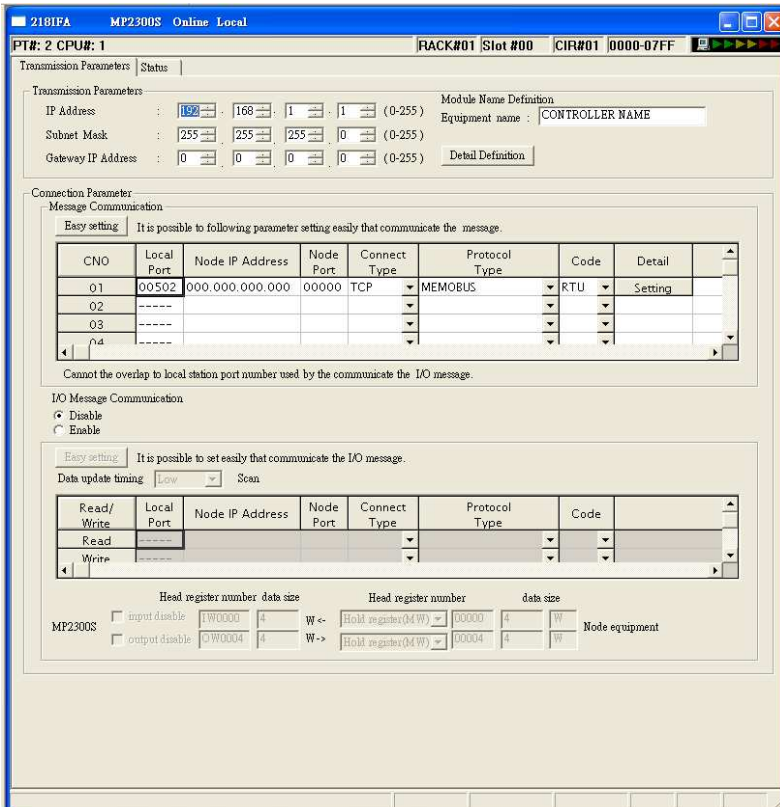 218IFA MP2300S Online Local
PT#: 2 CPU#: 1 RACK#01 Slot #00 CIR#01 0000-07FF
Transmission Parameters Status
Transmission Parameters
IP Address : 192 . 168 . 1 . 1 (0-255 )
Subnet Mask : 255 . 255 . 255 . 0 (0-255 )
Gateway IP Address : 0 . 0 . 0 . 0 (0-255 )
Module Name Definition
Equipment name : CONTROLLER NAME
Detail Definition
Connection Parameter
Message Communication
Easy setting It is possible to following parameter setting easily that communicate the message.
CNO Local Port Node IP Address Node Port Connect Type Protocol Type Code Detail
01 00502 000.000.000.000 00000 TCP MEMOBUS RTU Setting
02 -----
03 -----
04 -----
Cannot the overlap to local station port number used by the communicate the I/O message.
I/O Message Communication
Disable
Enable
Easy setting It is possible to set easily that communicate the I/O message.
Data update timing Low Scan
Read/ Write Local Port Node IP Address Node Port Connect Type Protocol Type Code
Read -----
Write -----
Head register number data size Head register number data size
MP2300S
input disable IW0000 4 W <- Hold register(MW) 00000 4 W
output disable OW0004 4 W -> Hold register(MW) 00004 4 W
Node equipment